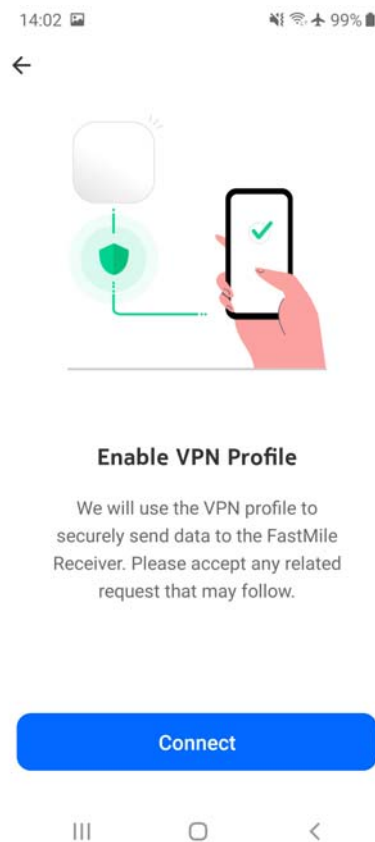 14:02 99%
Enable VPN Profile
We will use the VPN profile to
securely send data to the FastMile
Receiver. Please accept any related
request that may follow.
Connect